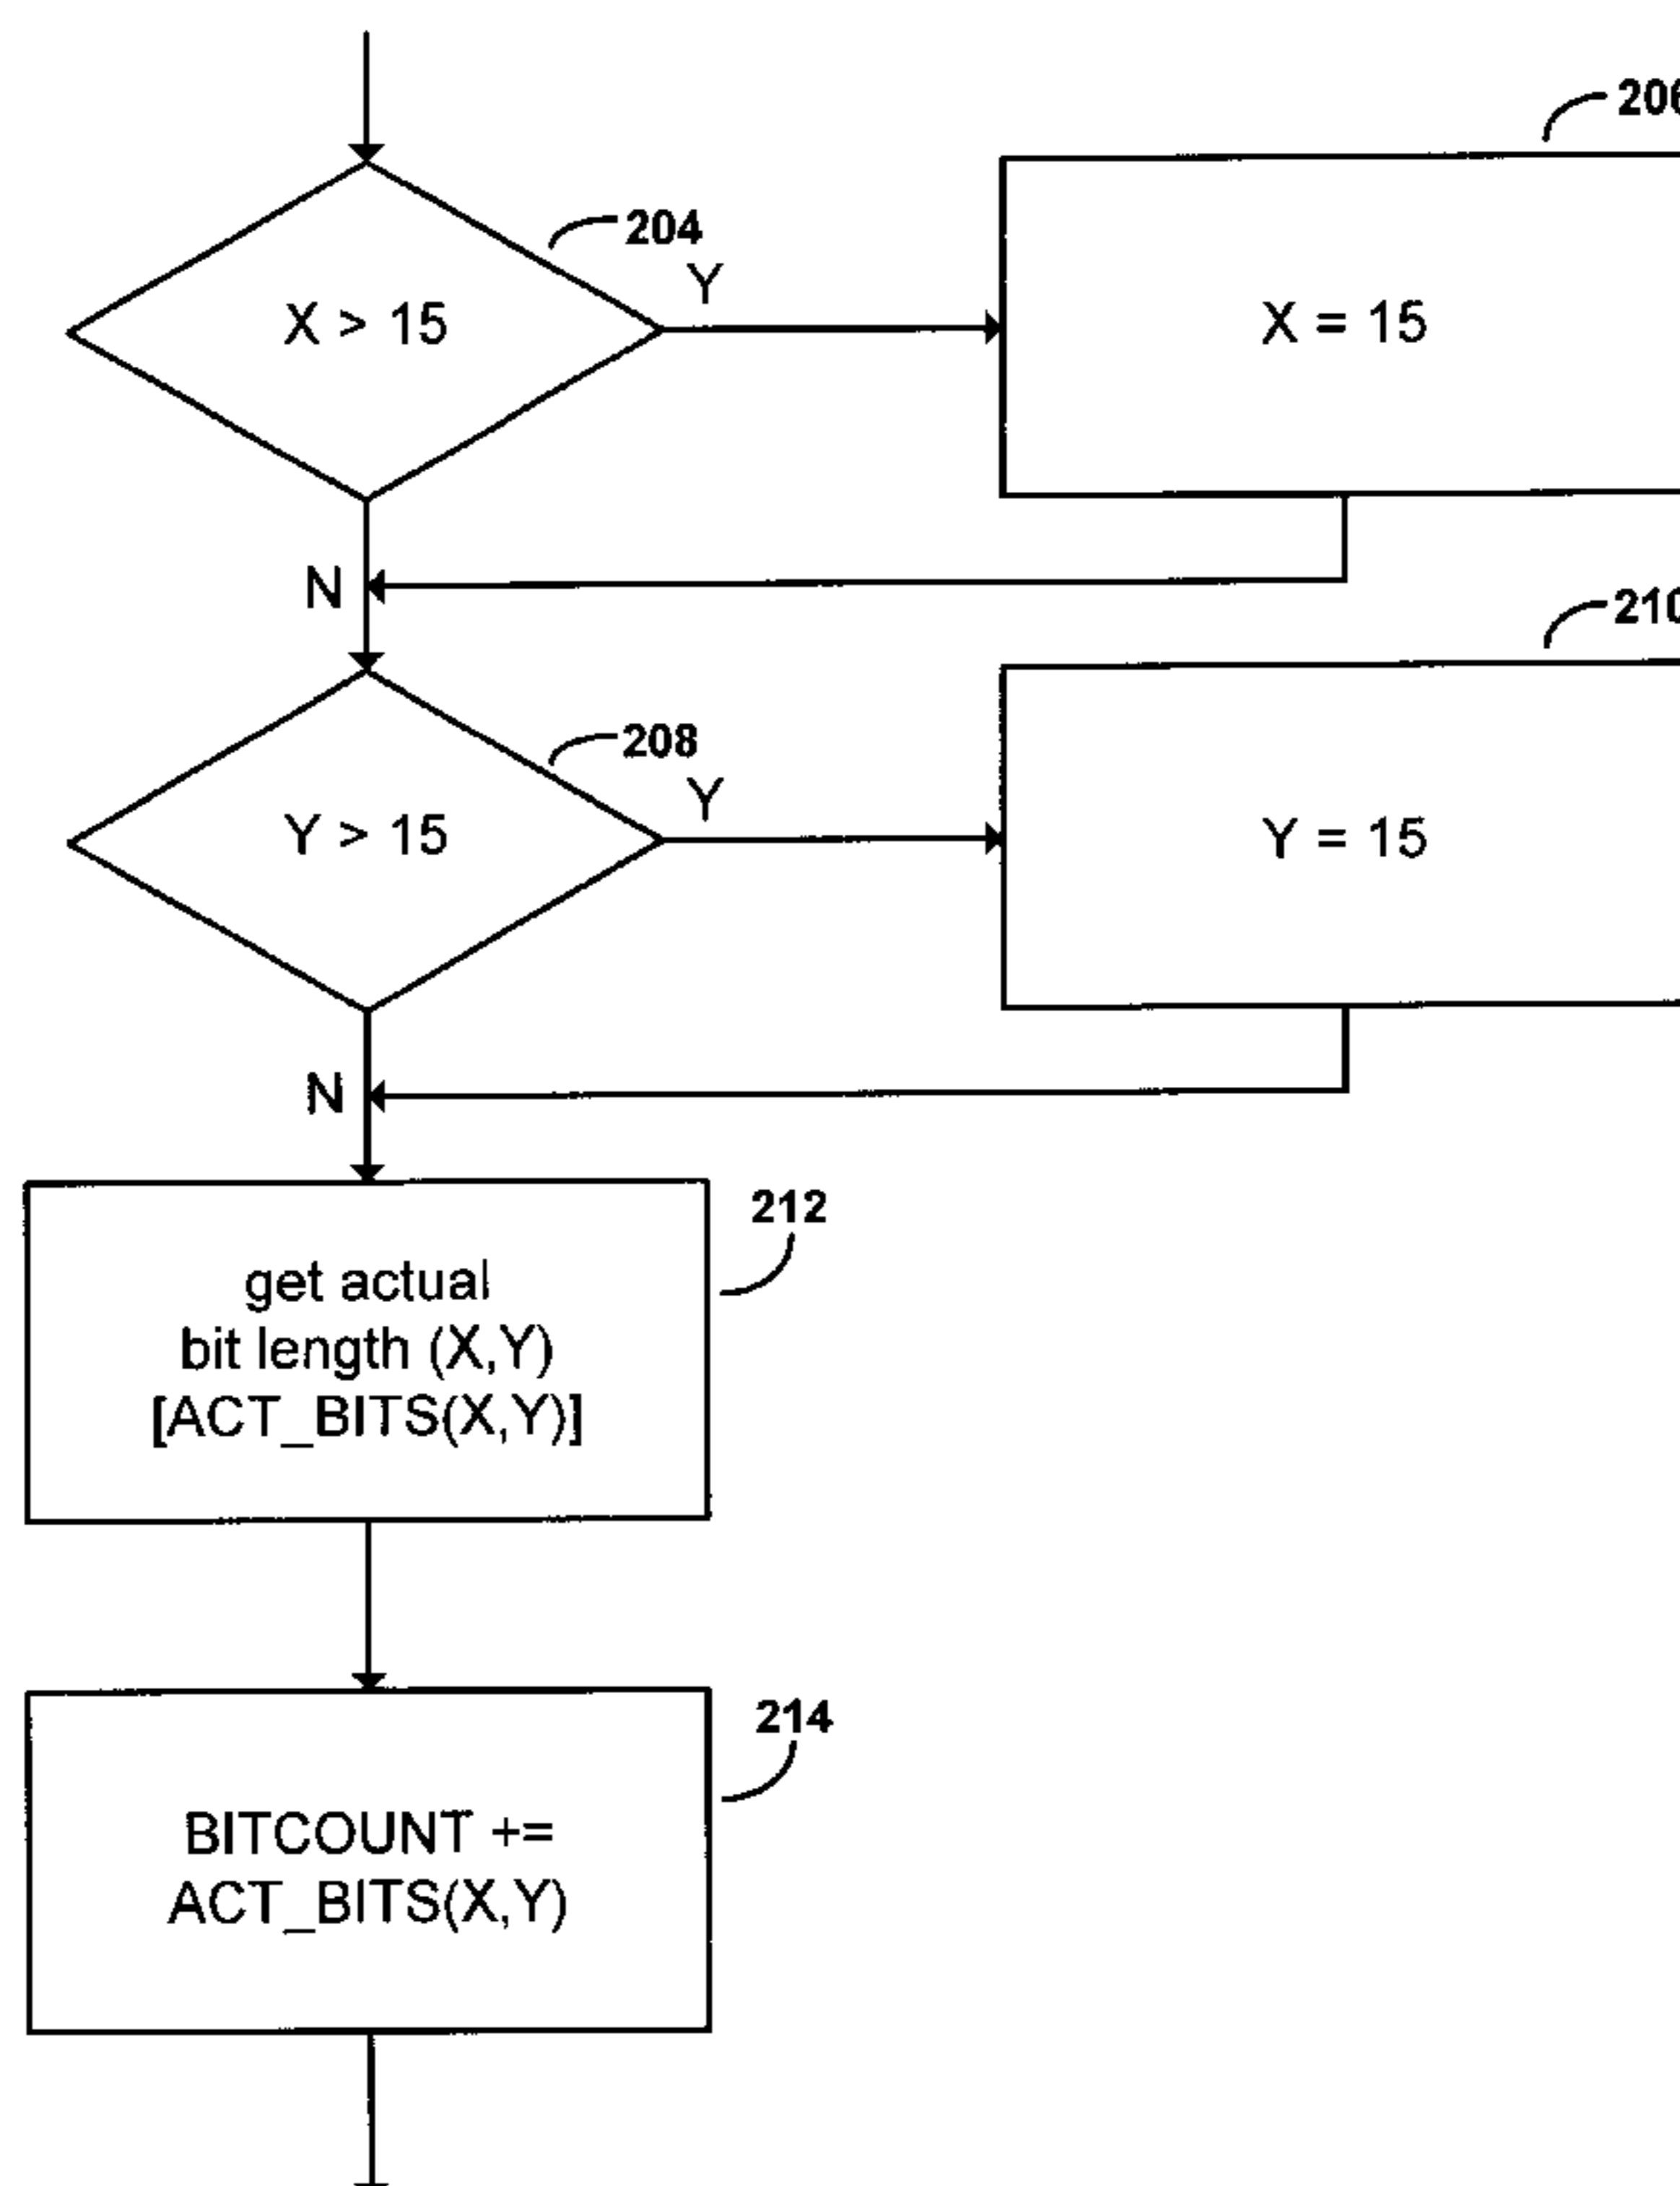 206
204
Y
X > 15
X = 15
N
210
208
Y
Y > 15
Y = 15
N
212
get actual
bit length (X,Y)
[ACT_BITS(X,Y)]
214
BITCOUNT +=
ACT_BITS(X,Y)